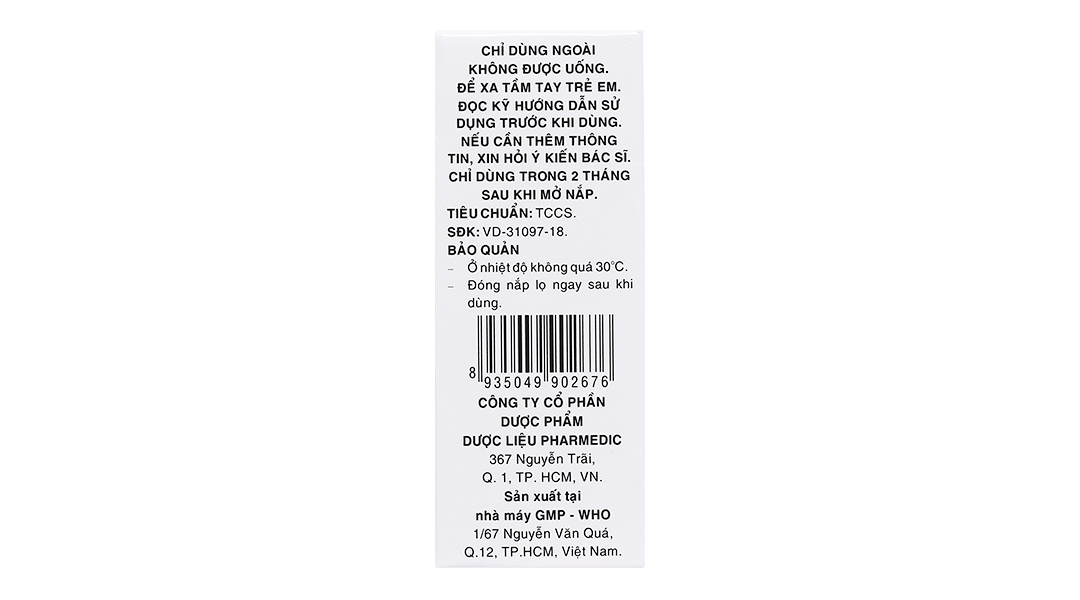 CHỈ DÙNG NGOÀI
KHÔNG ĐƯỢC UỐNG.
ĐỂ XA TẦM TAY TRẺ EM.
ĐỌC KỸ HƯỚNG DẪN SỬ
DỤNG TRƯỚC KHI DÙNG.
NẾU CẦN THÊM THÔNG
TIN, XIN HỎI Ý KIẾN BÁC SĨ.
CHỈ DÙNG TRONG 2 THÁNG
SAU KHI MỞ NẮP.
TIÊU CHUẨN: TCCS.
SĐK: VD-31097-18.
BẢO QUẢN
– Ở nhiệt độ không quá 30°C.
– Đóng nắp lọ ngay sau khi
dùng.
8 935049 902676
CÔNG TY CỔ PHẦN
DƯỢC PHẨM
DƯỢC LIỆU PHARMEDIC
367 Nguyễn Trãi,
Q. 1, TP. HCM, VN.
Sản xuất tại
nhà máy GMP - WHO
1/67 Nguyễn Văn Quá,
Q.12, TP.HCM, Việt Nam.